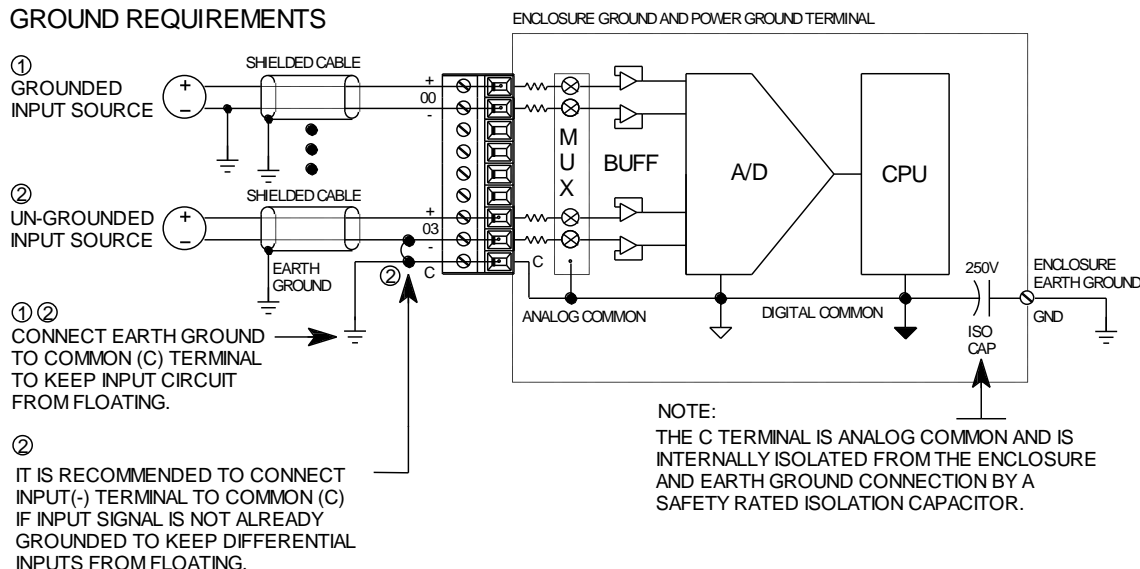 GROUND REQUIREMENTS
ENCLOSURE GROUND AND POWER GROUND TERMINAL
①
GROUNDED
INPUT SOURCE
+
−
SHIELDED CABLE
+
00
-
M
U
X
BUFF
A/D
CPU
②
UN-GROUNDED
INPUT SOURCE
+
−
SHIELDED CABLE
EARTH
GROUND
+
03
-
C
②
C
ANALOG COMMON
DIGITAL COMMON
250V
ISO
CAP
ENCLOSURE
EARTH GROUND
GND
① ②
CONNECT EARTH GROUND
TO COMMON (C) TERMINAL
TO KEEP INPUT CIRCUIT
FROM FLOATING.
②
IT IS RECOMMENDED TO CONNECT
INPUT(-) TERMINAL TO COMMON (C)
IF INPUT SIGNAL IS NOT ALREADY
GROUNDED TO KEEP DIFFERENTIAL
INPUTS FROM FLOATING.
NOTE:
THE C TERMINAL IS ANALOG COMMON AND IS
INTERNALLY ISOLATED FROM THE ENCLOSURE
AND EARTH GROUND CONNECTION BY A
SAFETY RATED ISOLATION CAPACITOR.